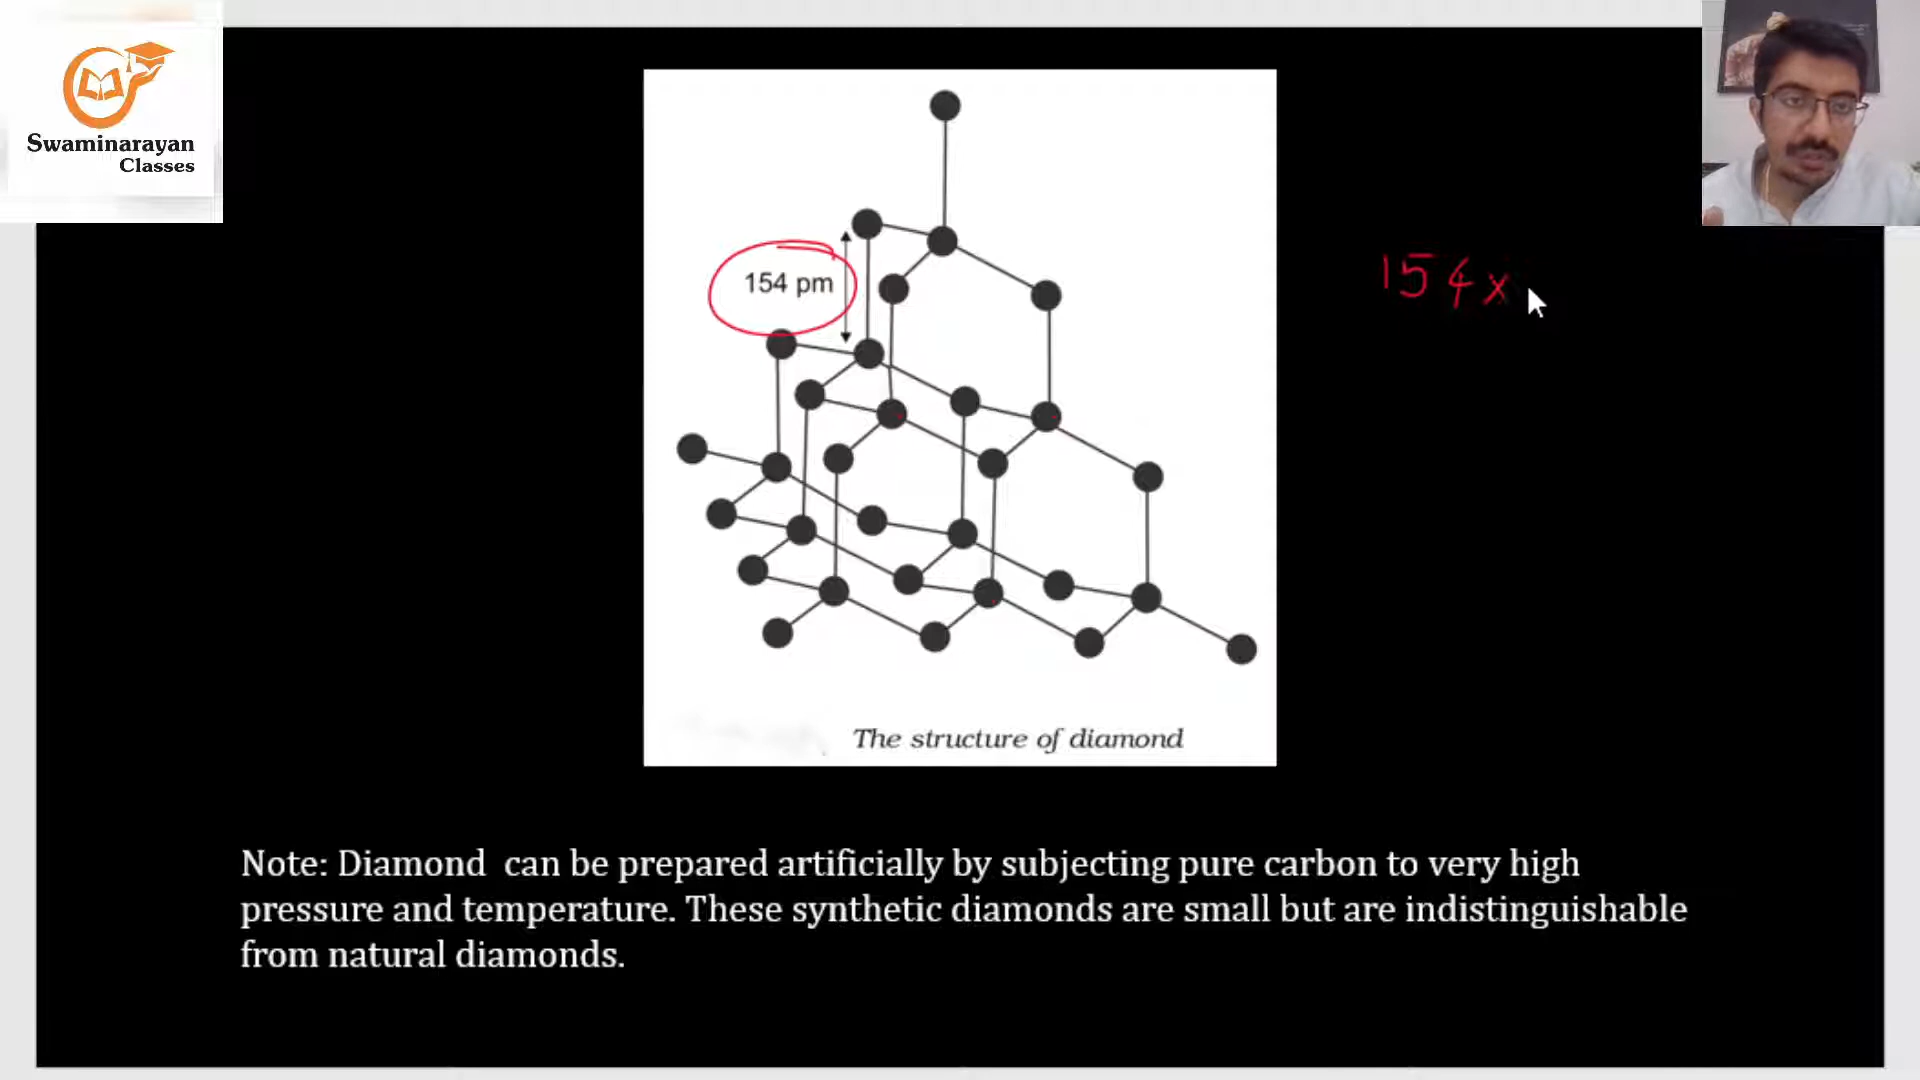 Swaminarayan
Classes
154 pm
154 x
The structure of diamond
Note: Diamond can be prepared artificially by subjecting pure carbon to very high
pressure and temperature. These synthetic diamonds are small but are indistinguishable
from natural diamonds.